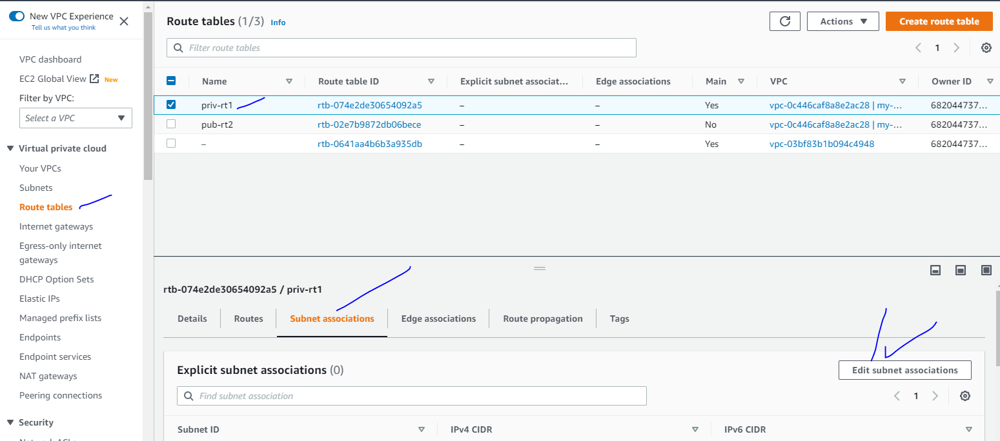 New VPC Experience
Tell us what you think
VPC dashboard
EC2 Global View New
Filter by VPC:
Select a VPC
Virtual private cloud
Your VPCs
Subnets
Route tables
Internet gateways
Egress-only internet
gateways
DHCP Option Sets
Elastic IPs
Managed prefix lists
Endpoints
Endpoint services
NAT gateways
Peering connections
Security
Route tables (1/3) Info
Actions
Create route table
Filter route tables
1
Name Route table ID Explicit subnet associat... Edge associations Main VPC Owner ID
priv-rt1 rtb-074e2de30654092a5 – – Yes vpc-0c446caf8a8e2ac28 | my-... 682044737...
pub-rt2 rtb-02e7b9872db06bece – – No vpc-0c446caf8a8e2ac28 | my-... 682044737...
– rtb-0641aa4b6b3a935db – – Yes vpc-03bf83b1b094c4948 682044737...
rtb-074e2de30654092a5 / priv-rt1
Details Routes Subnet associations Edge associations Route propagation Tags
Explicit subnet associations (0)
Edit subnet associations
Find subnet association
1
Subnet ID IPv4 CIDR IPv6 CIDR